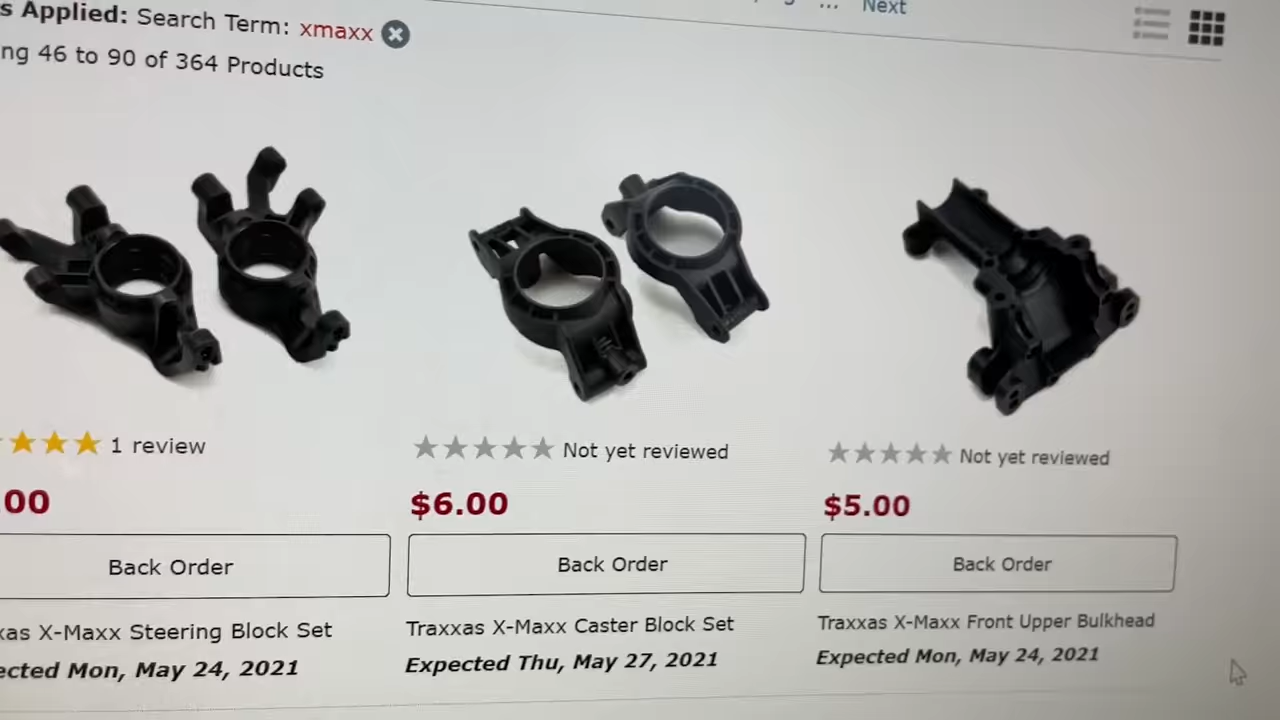 s Applied: Search Term: xmaxx
... Next
ng 46 to 90 of 364 Products
1 review
Not yet reviewed
Not yet reviewed
.00
$6.00
$5.00
Back Order
Back Order
Back Order
xas X-Maxx Steering Block Set
Traxxas X-Maxx Caster Block Set
Traxxas X-Maxx Front Upper Bulkhead
ected Mon, May 24, 2021
Expected Thu, May 27, 2021
Expected Mon, May 24, 2021